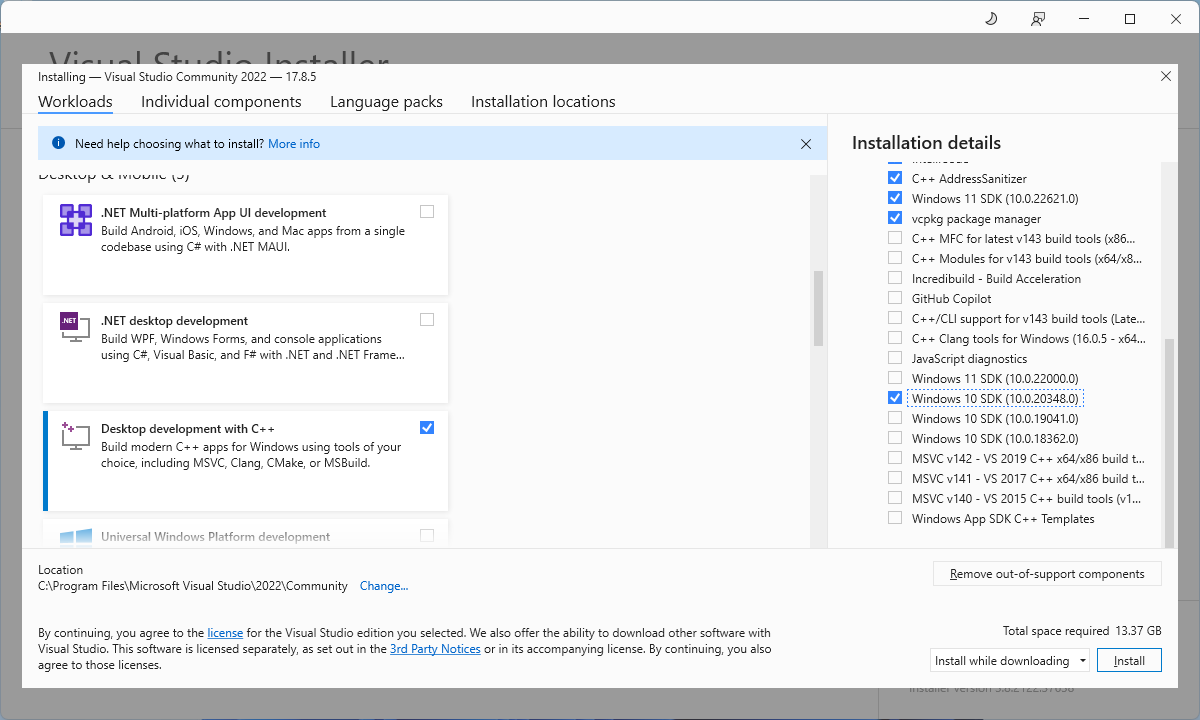 Visual Studio Installer
Installing — Visual Studio Community 2022 — 17.8.5
Workloads
Individual components
Language packs
Installation locations
Need help choosing what to install? More info
Desktop & Mobile (5)
.NET Multi-platform App UI development
Build Android, iOS, Windows, and Mac apps from a single
codebase using C# with .NET MAUI.
.NET
.NET desktop development
Build WPF, Windows Forms, and console applications
using C#, Visual Basic, and F# with .NET and .NET Frame...
Desktop development with C++
Build modern C++ apps for Windows using tools of your
choice, including MSVC, Clang, CMake, or MSBuild.
Universal Windows Platform development
Installation details
IntelliCode
C++ AddressSanitizer
Windows 11 SDK (10.0.22621.0)
vcpkg package manager
C++ MFC for latest v143 build tools (x86...
C++ Modules for v143 build tools (x64/x8...
Incredibuild - Build Acceleration
GitHub Copilot
C++/CLI support for v143 build tools (Late...
C++ Clang tools for Windows (16.0.5 - x64...
JavaScript diagnostics
Windows 11 SDK (10.0.22000.0)
Windows 10 SDK (10.0.20348.0)
Windows 10 SDK (10.0.19041.0)
Windows 10 SDK (10.0.18362.0)
MSVC v142 - VS 2019 C++ x64/x86 build t...
MSVC v141 - VS 2017 C++ x64/x86 build t...
MSVC v140 - VS 2015 C++ build tools (v1...
Windows App SDK C++ Templates
Location
C:\Program Files\Microsoft Visual Studio\2022\Community Change...
Remove out-of-support components
By continuing, you agree to the license for the Visual Studio edition you selected. We also offer the ability to download other software with
Visual Studio. This software is licensed separately, as set out in the 3rd Party Notices or in its accompanying license. By continuing, you also
agree to those licenses.
Total space required 13.37 GB
Install while downloading
Install
Installer version